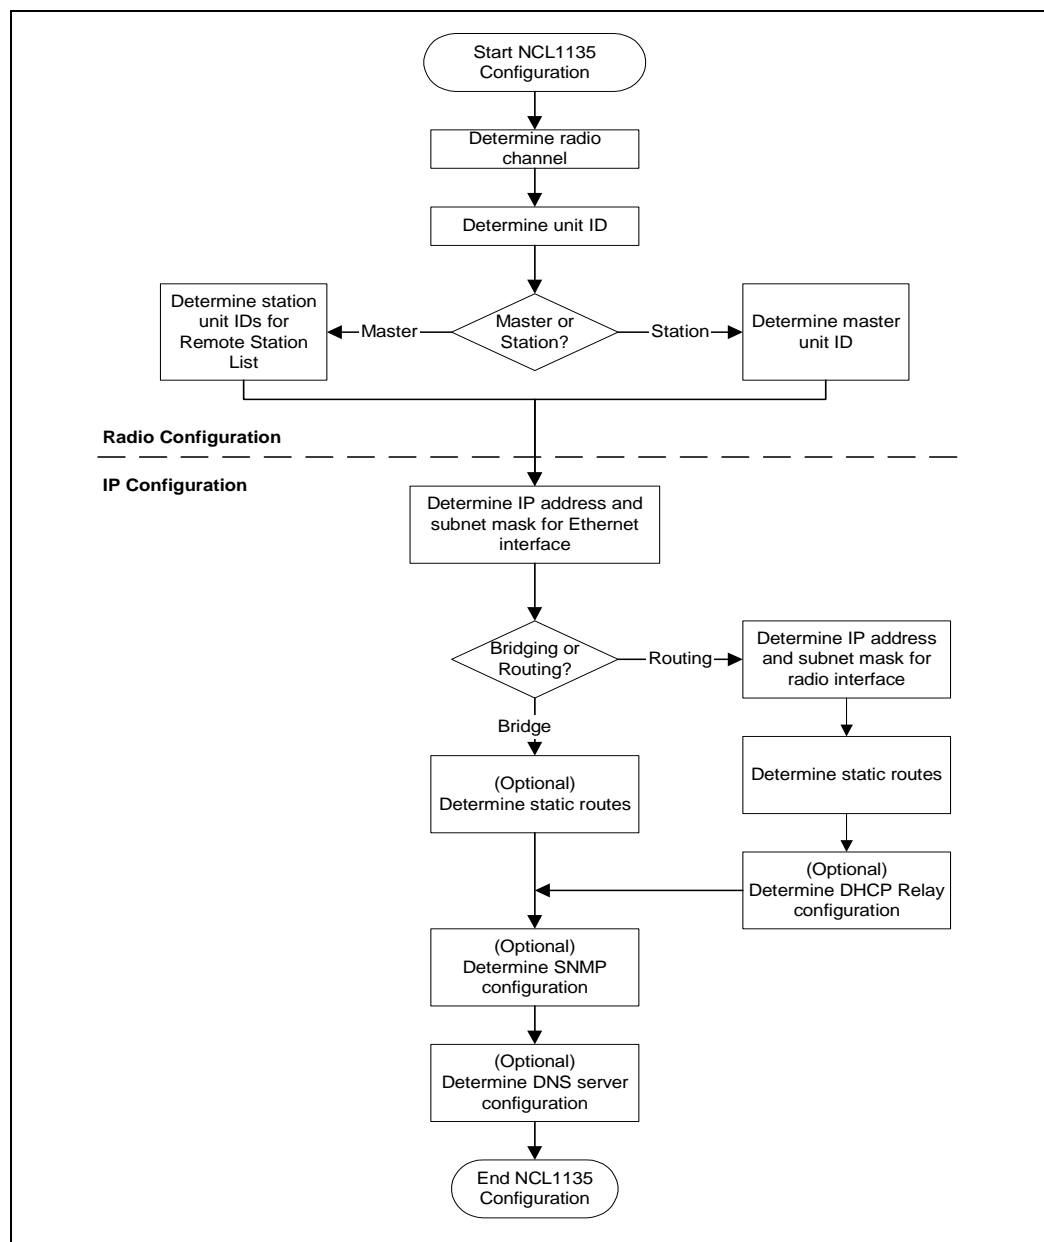 Start NCL1135
Configuration
Determine radio
channel
Determine unit ID
Determine station
unit IDs for
Remote Station
List
Master
Master or
Station?
Station
Determine master
unit ID
Radio Configuration
IP Configuration
Determine IP address and
subnet mask for Ethernet
interface
Bridging or
Routing?
Routing
Determine IP address
and subnet mask for
radio interface
Bridge
(Optional)
Determine static routes
Determine static routes
(Optional)
Determine DHCP Relay
configuration
(Optional)
Determine SNMP
configuration
(Optional)
Determine DNS server
configuration
End NCL1135
Configuration